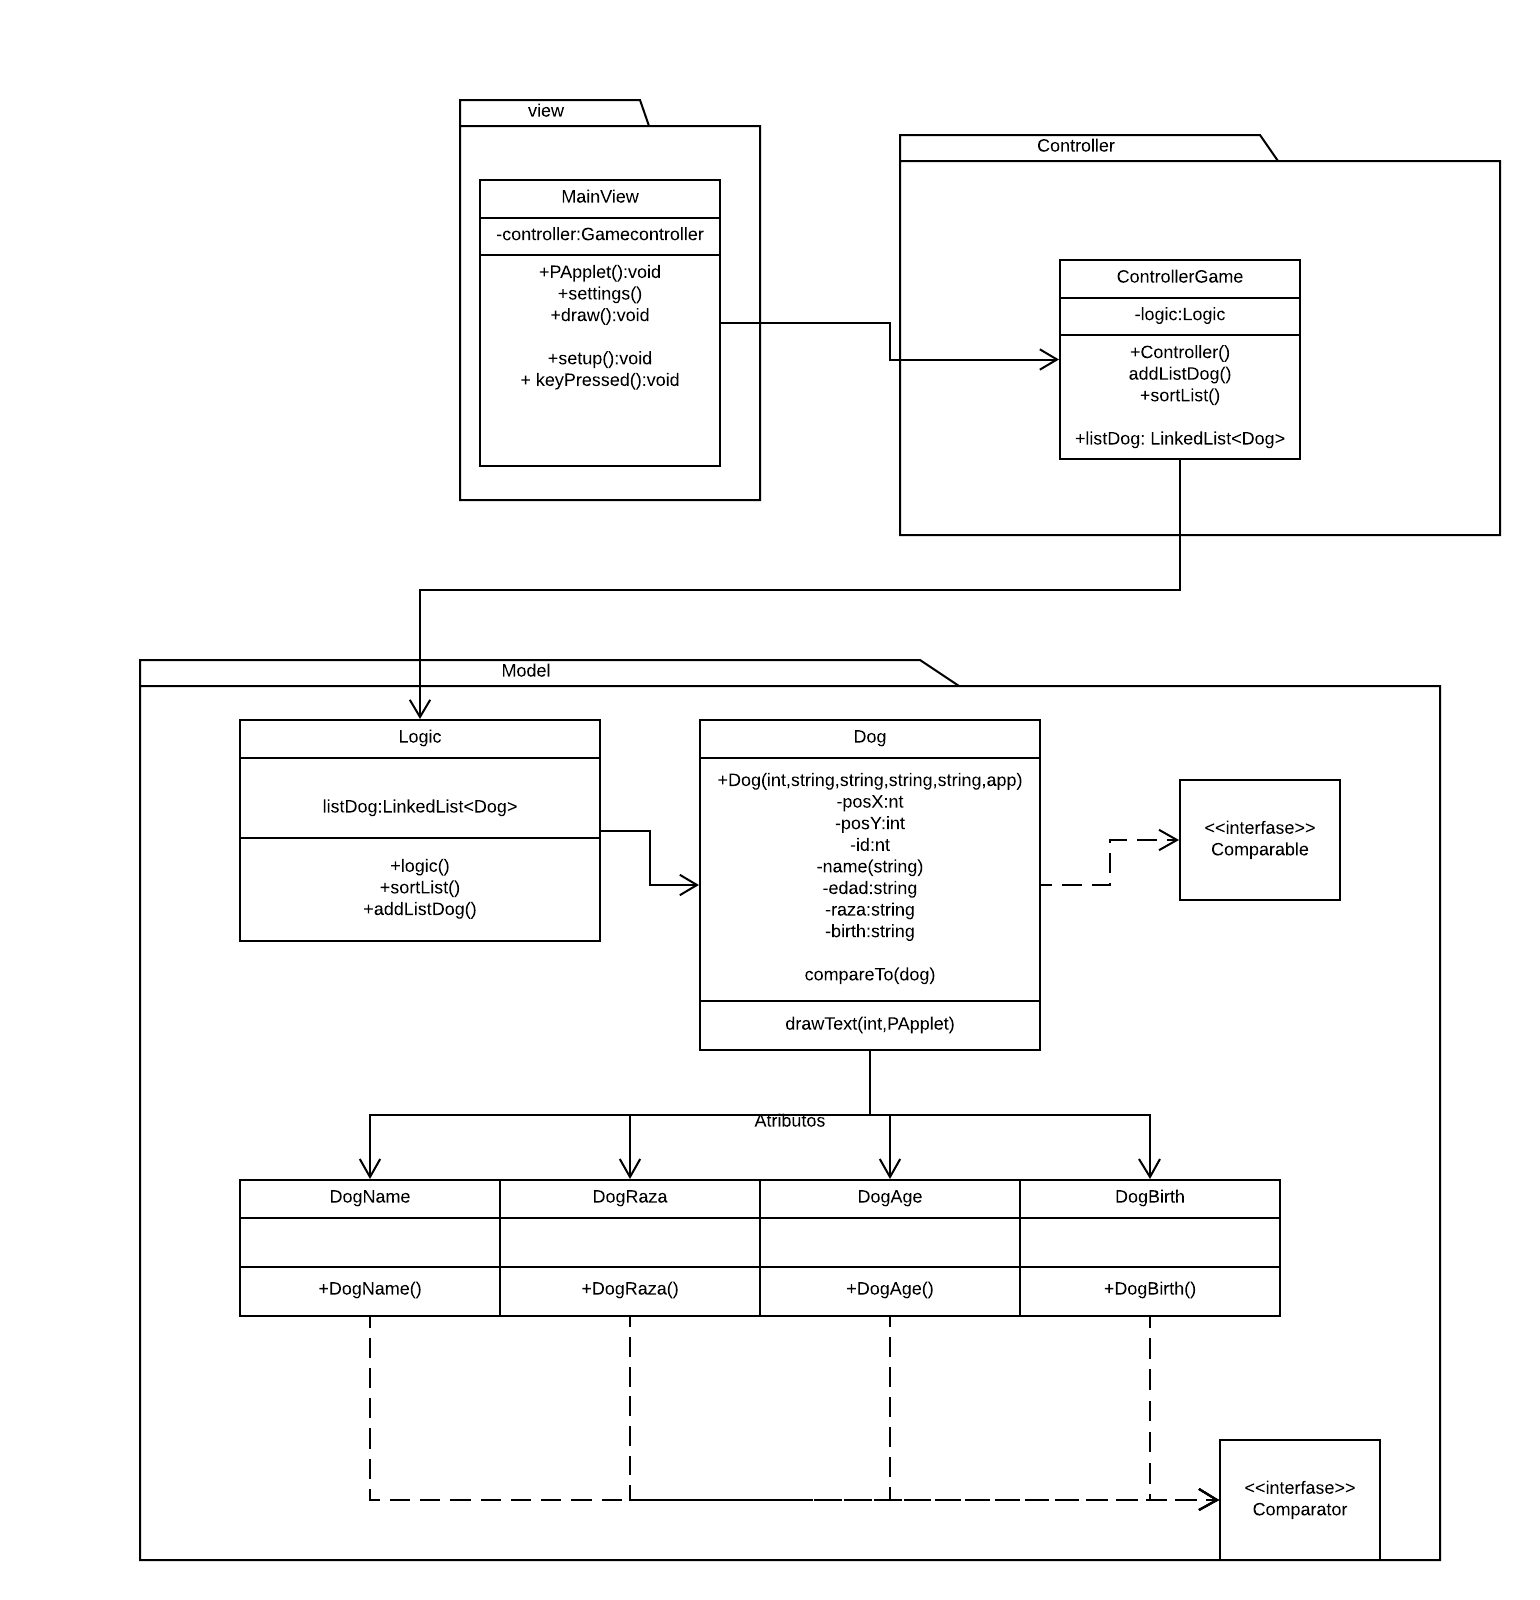 view
MainView
-controller:Gamecontroller
+PApplet():void
+settings()
+draw():void
+setup():void
+ keyPressed():void
Controller
ControllerGame
-logic:Logic
+Controller()
addListDog()
+sortList()
+listDog: LinkedList<Dog>
Model
Logic
listDog:LinkedList<Dog>
+logic()
+sortList()
+addListDog()
Dog
+Dog(int,string,string,string,string,app)
-posX:nt
-posY:int
-id:nt
-name(string)
-edad:string
-raza:string
-birth:string
compareTo(dog)
drawText(int,PApplet)
<<interfase>>
Comparable
Atributos
DogName
+DogName()
DogRaza
+DogRaza()
DogAge
+DogAge()
DogBirth
+DogBirth()
<<interfase>>
Comparator